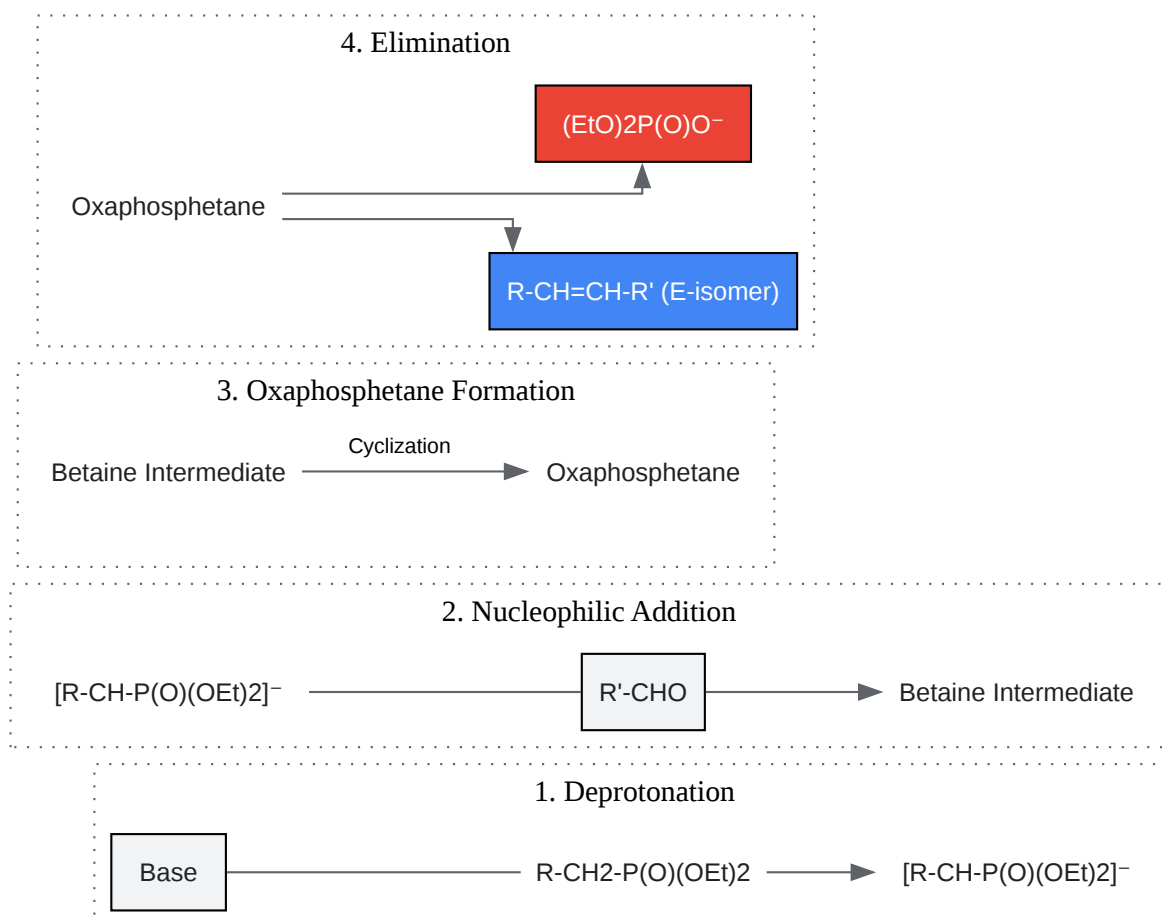 4. Elimination
(EtO)2P(O)O⁻
Oxaphosphetane
R-CH=CH-R' (E-isomer)
3. Oxaphosphetane Formation
Cyclization
Betaine Intermediate
Oxaphosphetane
2. Nucleophilic Addition
[R-CH-P(O)(OEt)2]⁻
R'-CHO
Betaine Intermediate
1. Deprotonation
Base
R-CH2-P(O)(OEt)2
[R-CH-P(O)(OEt)2]⁻